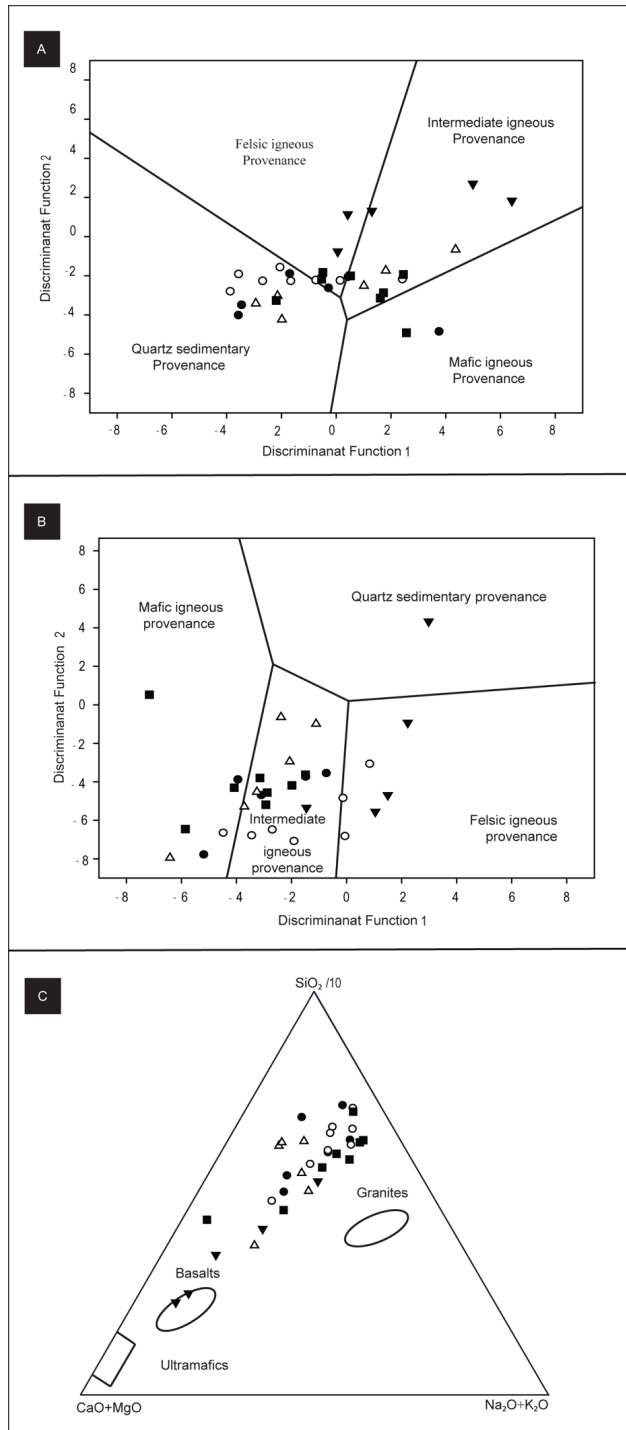 A
8
6
4
2
0
-2
-4
-6
-8
Discriminanat Function 2
Felsic igneous
Provenance
Intermediate igneous
Provenance
Quartz sedimentary
Provenance
Mafic igneous
Provenance
-8 -6 -4 -2 0 2 4 6 8
Discriminanat Function 1
B
8
6
4
2
0
-2
-4
-6
-8
Discriminanat Function 2
Mafic igneous
provenance
Quartz sedimentary provenance
Intermediate
igneous
provenance
Felsic igneous
provenance
-8 -6 -4 -2 0 2 4 6 8
Discriminanat Function 1
C
SiO₂ /10
Granites
Basalts
Ultramafics
CaO+MgO
Na₂O+K₂O